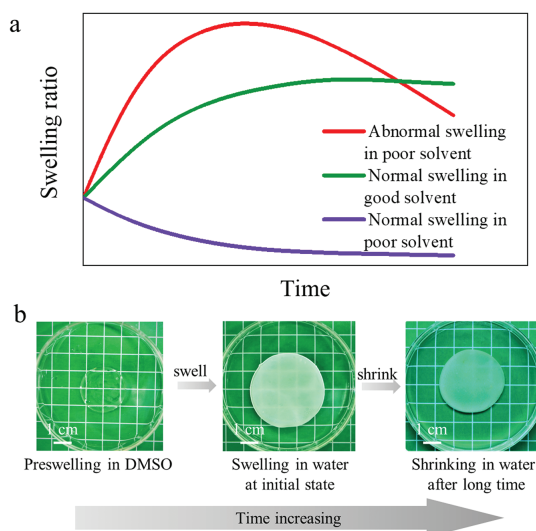 a
Swelling ratio
Abnormal swelling
in poor solvent
Normal swelling in
good solvent
Normal swelling in
poor solvent
Time
b
swell
shrink
1 cm
1 cm
1 cm
Preswelling in DMSO
Swelling in water
at initial state
Shrinking in water
after long time
Time increasing